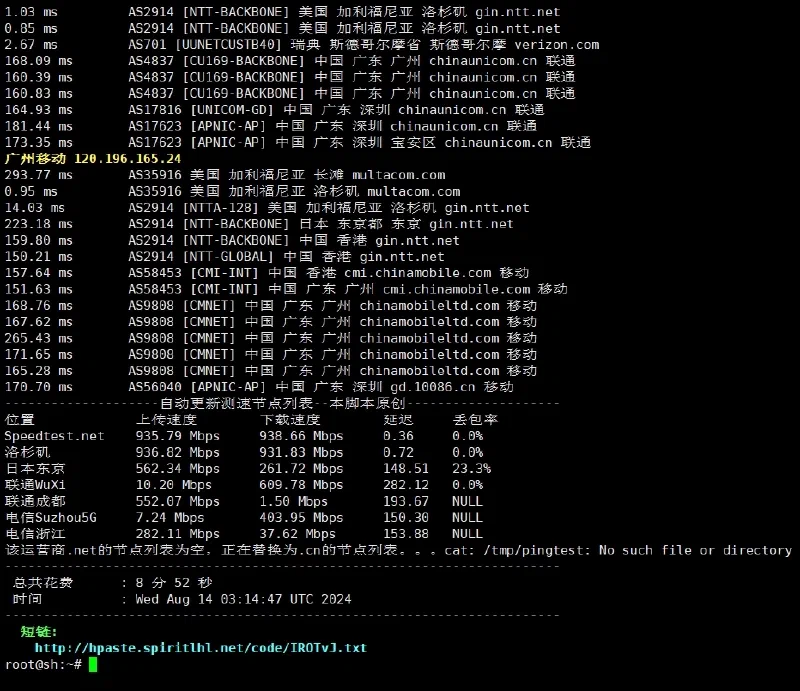 1.03 ms AS2914 [NTT-BACKBONE] 美国 加利福尼亚 洛杉矶 gin.ntt.net
0.85 ms AS2914 [NTT-BACKBONE] 美国 加利福尼亚 洛杉矶 gin.ntt.net
2.67 ms AS701 [UUNETCUSTB40] 瑞典 斯德哥尔摩省 斯德哥尔摩 verizon.com
168.09 ms AS4837 [CU169-BACKBONE] 中国 广东 广州 chinaunicom.cn 联通
160.39 ms AS4837 [CU169-BACKBONE] 中国 广东 广州 chinaunicom.cn 联通
160.83 ms AS4837 [CU169-BACKBONE] 中国 广东 广州 chinaunicom.cn 联通
164.93 ms AS17816 [UNICOM-GD] 中国 广东 深圳 chinaunicom.cn 联通
181.44 ms AS17623 [APNIC-AP] 中国 广东 深圳 chinaunicom.cn 联通
173.35 ms AS17623 [APNIC-AP] 中国 广东 深圳 宝安区 chinaunicom.cn 联通
广州移动 120.196.165.24
293.77 ms AS35916 美国 加利福尼亚 长滩 multacom.com
0.95 ms AS35916 美国 加利福尼亚 洛杉矶 multacom.com
14.03 ms AS2914 [NTTA-128] 美国 加利福尼亚 洛杉矶 gin.ntt.net
223.18 ms AS2914 [NTT-BACKBONE] 日本 东京都 东京 gin.ntt.net
159.80 ms AS2914 [NTT-BACKBONE] 中国 香港 gin.ntt.net
150.21 ms AS2914 [NTT-GLOBAL] 中国 香港 gin.ntt.net
157.64 ms AS58453 [CMI-INT] 中国 香港 cmi.chinamobile.com 移动
151.63 ms AS58453 [CMI-INT] 中国 广东 广州 cmi.chinamobile.com 移动
168.76 ms AS9808 [CMNET] 中国 广东 广州 chinamobileltd.com 移动
167.62 ms AS9808 [CMNET] 中国 广东 广州 chinamobileltd.com 移动
265.43 ms AS9808 [CMNET] 中国 广东 广州 chinamobileltd.com 移动
171.65 ms AS9808 [CMNET] 中国 广东 广州 chinamobileltd.com 移动
165.28 ms AS9808 [CMNET] 中国 广东 广州 chinamobileltd.com 移动
170.70 ms AS56040 [APNIC-AP] 中国 广东 深圳 gd.10086.cn 移动
--------------------自动更新测速节点列表--本脚本原创--------------------
位置 上传速度 下载速度 延迟 丢包率
Speedtest.net 935.79 Mbps 938.66 Mbps 0.36 0.0%
洛杉矶 936.82 Mbps 931.83 Mbps 0.72 0.0%
日本东京 562.34 Mbps 261.72 Mbps 148.51 23.3%
联通WuXi 10.20 Mbps 609.78 Mbps 282.12 0.0%
联通成都 552.07 Mbps 1.50 Mbps 193.67 NULL
电信Suzhou5G 7.24 Mbps 403.95 Mbps 150.30 NULL
电信浙江 282.11 Mbps 37.62 Mbps 153.88 NULL
该运营商.net的节点列表为空，正在替换为.cn的节点列表。。。cat: /tmp/pingtest: No such file or directory
------------------------------------------------------------------------
总共花费 : 8 分 52 秒
时间 : Wed Aug 14 03:14:47 UTC 2024
------------------------------------------------------------------------
短链:
http://hpaste.spiritlhl.net/code/IROTvJ.txt
root@sh:~#